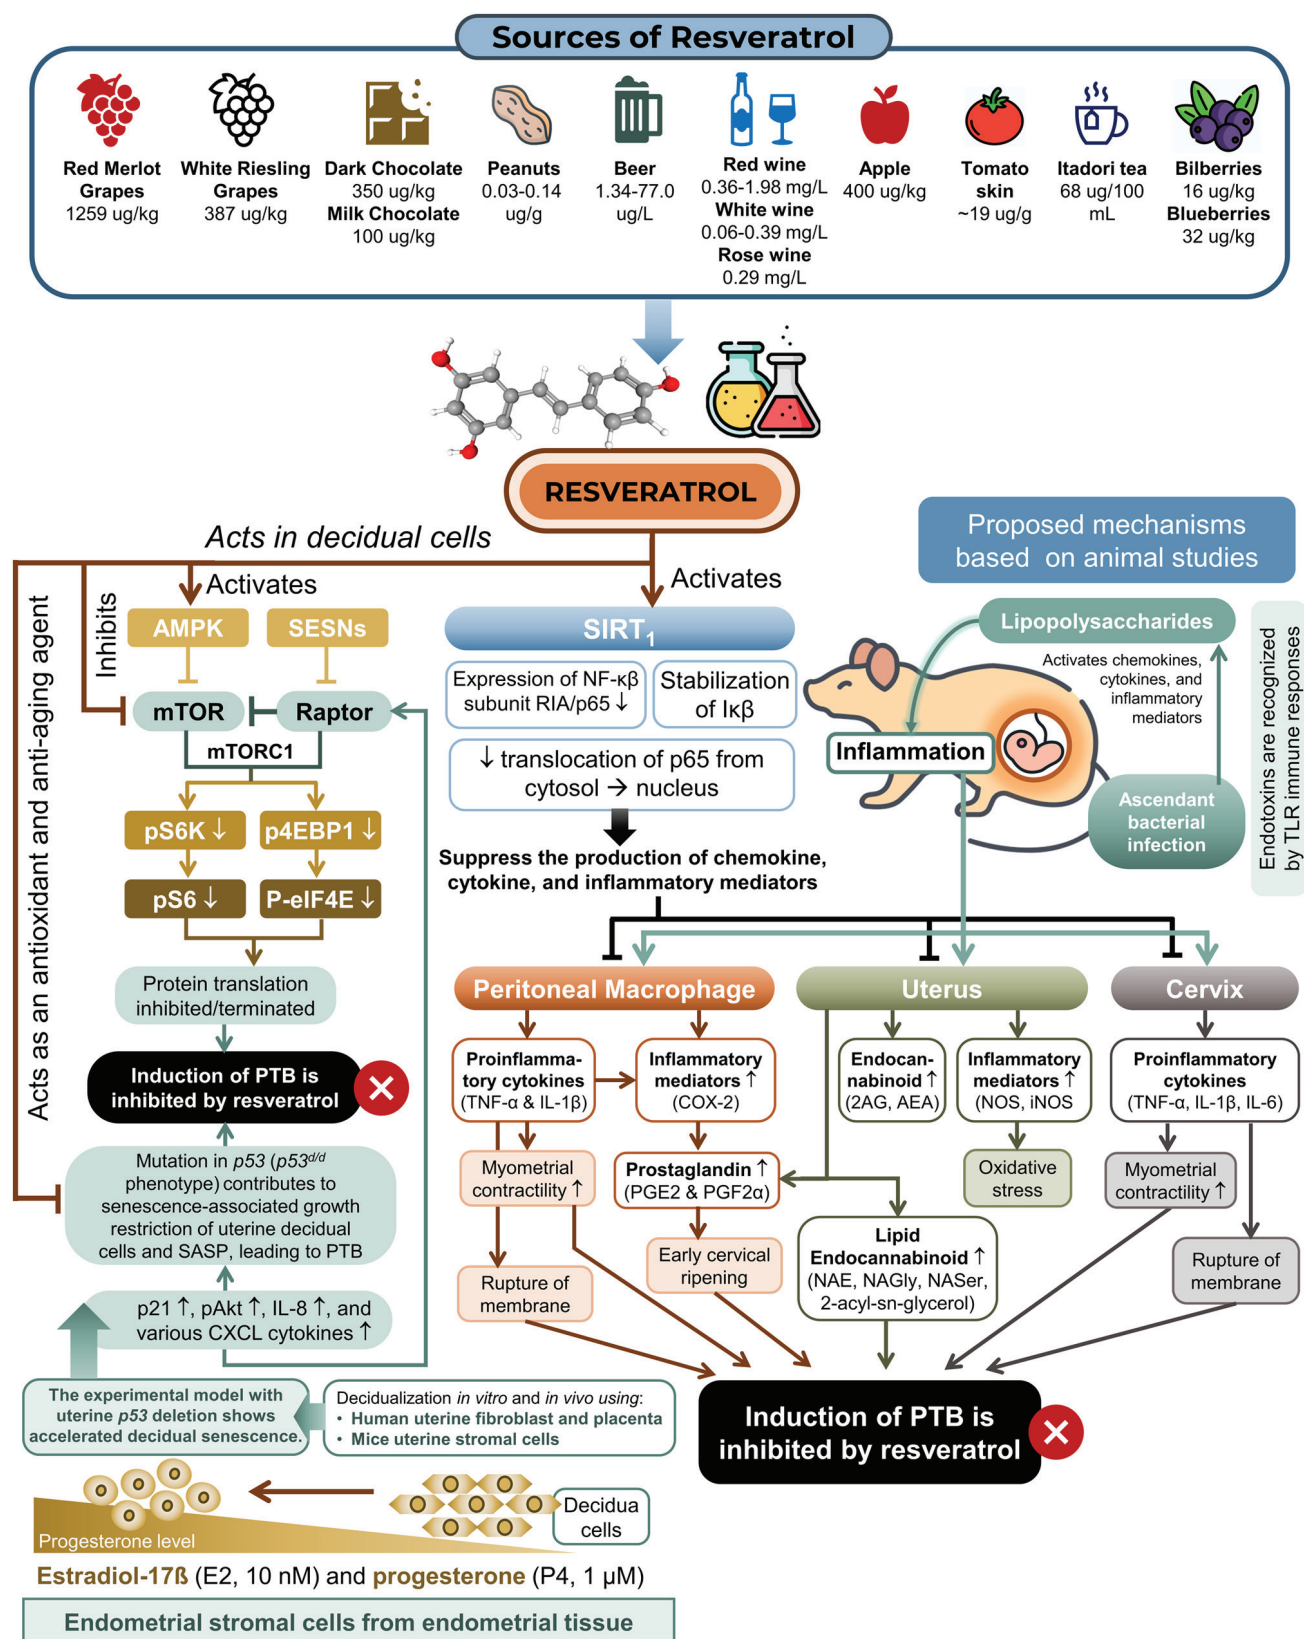 Sources of Resveratrol
Red Merlot
Grapes
1259 ug/kg
White Riesling
Grapes
387 ug/kg
Dark Chocolate
350 ug/kg
Milk Chocolate
100 ug/kg
Peanuts
0.03-0.14
ug/g
Beer
1.34-77.0
ug/L
Red wine
0.36-1.98 mg/L
White wine
0.06-0.39 mg/L
Rose wine
0.29 mg/L
Apple
400 ug/kg
Tomato
skin
~19 ug/g
Itadori tea
68 ug/100
mL
Bilberries
16 ug/kg
Blueberries
32 ug/kg
RESVERATROL
Acts in decidual cells
Activates
Inhibits
Acts as an antioxidant and anti-aging agent
AMPK
SESNs
mTOR
Raptor
mTORC1
pS6K ↓
p4EBP1 ↓
pS6 ↓
P-eIF4E ↓
Protein translation
inhibited/terminated
Induction of PTB is
inhibited by resveratrol
Mutation in p53 (p53d/d
phenotype) contributes to
senescence-associated growth
restriction of uterine decidual
cells and SASP, leading to PTB
p21 ↑, pAkt ↑, IL-8 ↑, and
various CXCL cytokines ↑
The experimental model with
uterine p53 deletion shows
accelerated decidual senescence.
Decidualization in vitro and in vivo using:
• Human uterine fibroblast and placenta
• Mice uterine stromal cells
Decidua
cells
Progesterone level
Estradiol-17ß (E2, 10 nM) and progesterone (P4, 1 µM)
Endometrial stromal cells from endometrial tissue
Activates
SIRT1
Expression of NF-κβ
subunit RIA/p65 ↓
Stabilization
of Iκβ
↓ translocation of p65 from
cytosol → nucleus
Suppress the production of chemokine,
cytokine, and inflammatory mediators
Proposed mechanisms
based on animal studies
Lipopolysaccharides
Activates chemokines,
cytokines, and
inflammatory
mediators
Inflammation
Ascendant
bacterial
infection
Endotoxins are recognized
by TLR immune responses
Peritoneal Macrophage
Uterus
Cervix
Proinflamma-
tory cytokines
(TNF-α & IL-1β)
Inflammatory
mediators ↑
(COX-2)
Endocan-
nabinoid ↑
(2AG, AEA)
Inflammatory
mediators ↑
(NOS, iNOS
Proinflammatory
cytokines
(TNF-α, IL-1β, IL-6)
Myometrial
contractility ↑
Prostaglandin ↑
(PGE2 & PGF2α)
Oxidative
stress
Myometrial
contractility ↑
Rupture of
membrane
Early cervical
ripening
Lipid
Endocannabinoid ↑
(NAE, NAGly, NASer,
2-acyl-sn-glycerol)
Rupture of
membrane
Induction of PTB is
inhibited by resveratrol